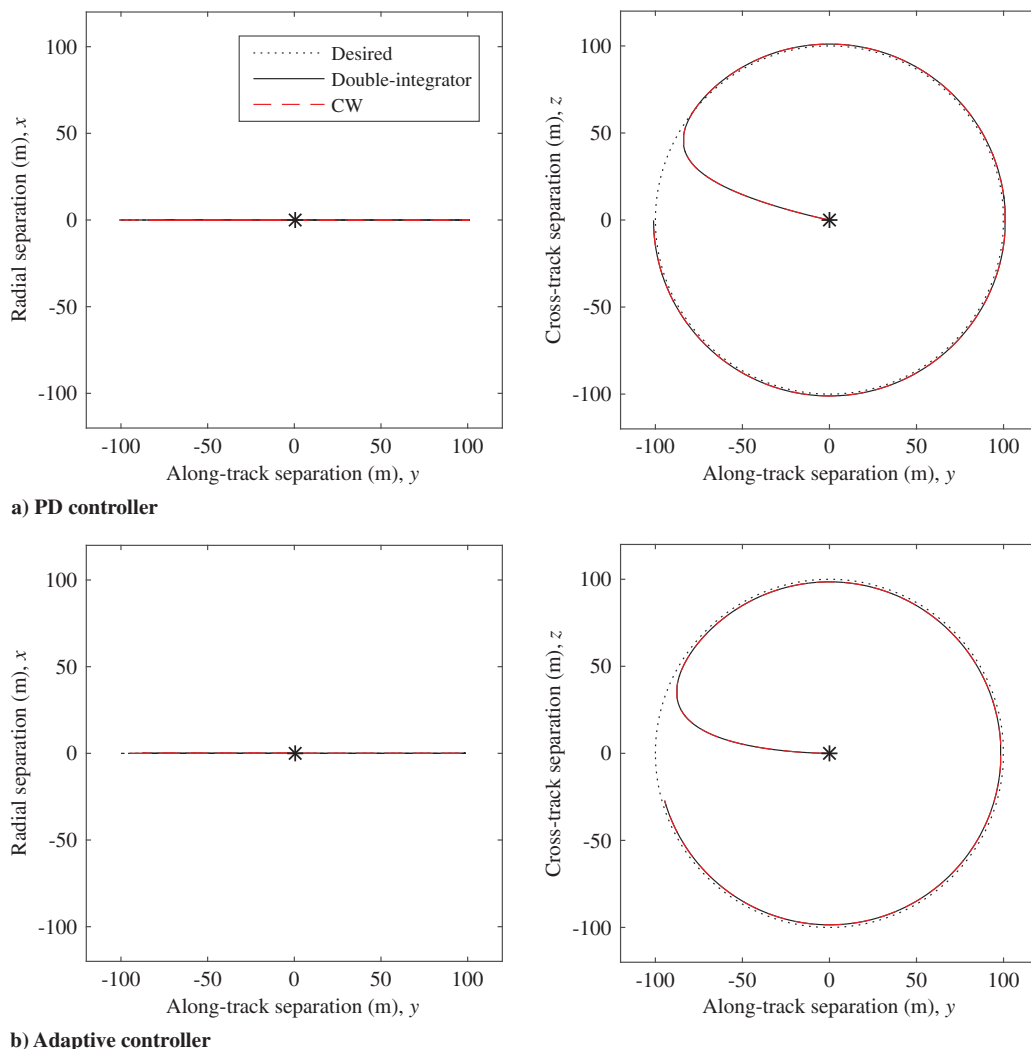 100
50
0
-50
-100
Radial separation (m), x
-100 -50 0 50 100
Along-track separation (m), y
Desired
Double-integrator
CW
100
50
0
-50
-100
Cross-track separation (m), z
-100 -50 0 50 100
Along-track separation (m), y
a) PD controller
100
50
0
-50
-100
Radial separation (m), x
-100 -50 0 50 100
Along-track separation (m), y
100
50
0
-50
-100
Cross-track separation (m), z
-100 -50 0 50 100
Along-track separation (m), y
b) Adaptive controller